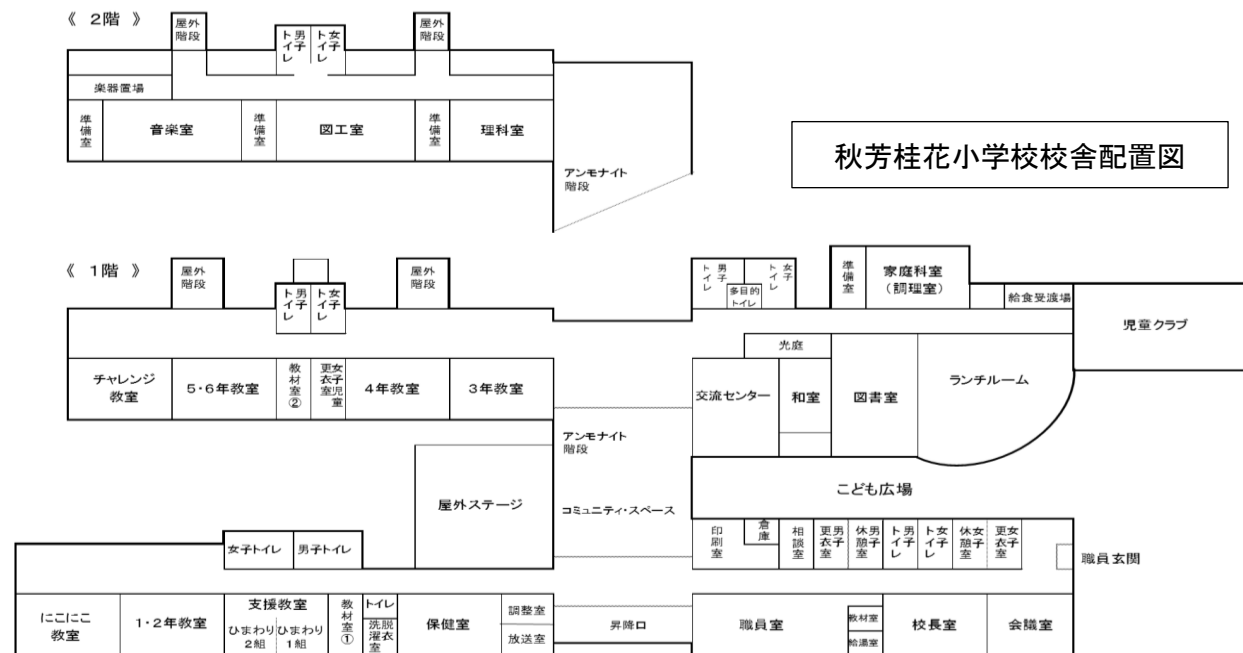 《 2階 》
屋外
階段
男子
トイレ
女子
トイレ
屋外
階段
楽器置場
準備室
音楽室
準備室
図工室
準備室
理科室
アンモナイト
階段
秋芳桂花小学校校舎配置図
《 1階 》
屋外
階段
男子
トイレ
女子
トイレ
屋外
階段
男子
トイレ
多目的
トイレ
女子
トイレ
準備室
家庭科室
(調理室)
給食受渡場
児童クラブ
チャレンジ
教室
5・6年教室
教材室②
女子児童
更衣室
4年教室
3年教室
光庭
交流センター
和室
図書室
ランチルーム
アンモナイト
階段
屋外ステージ
コミュニティ・スペース
こども広場
女子トイレ
男子トイレ
印刷室
倉庫
相談室
男子
更衣室
男子
休憩室
男子
トイレ
女子
トイレ
女子
休憩室
女子
更衣室
職員玄関
にこにこ
教室
1・2年教室
支援教室
ひまわり
2組
ひまわり
1組
教材室①
トイレ
脱衣
洗濯室
保健室
調整室
放送室
昇降口
職員室
教材室
給湯室
校長室
会議室